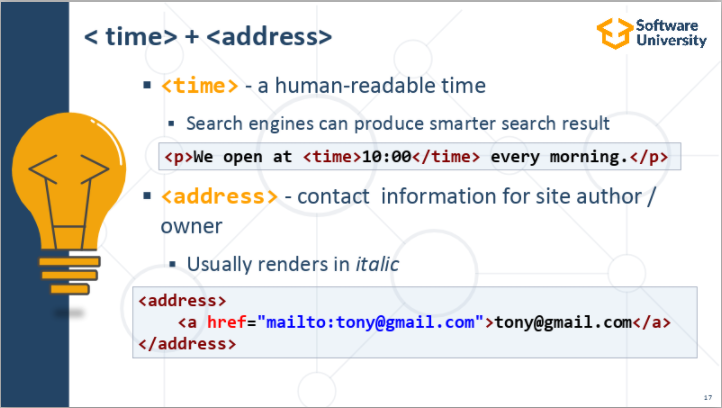 < time> + <address>
Software
University
▪ <time> - a human-readable time
▪ Search engines can produce smarter search result
<p>We open at <time>10:00</time> every morning.</p>
▪ <address> - contact  information for site author /
owner
▪ Usually renders in italic
<address>
    <a href="mailto:tony@gmail.com">tony@gmail.com</a>
</address>
17